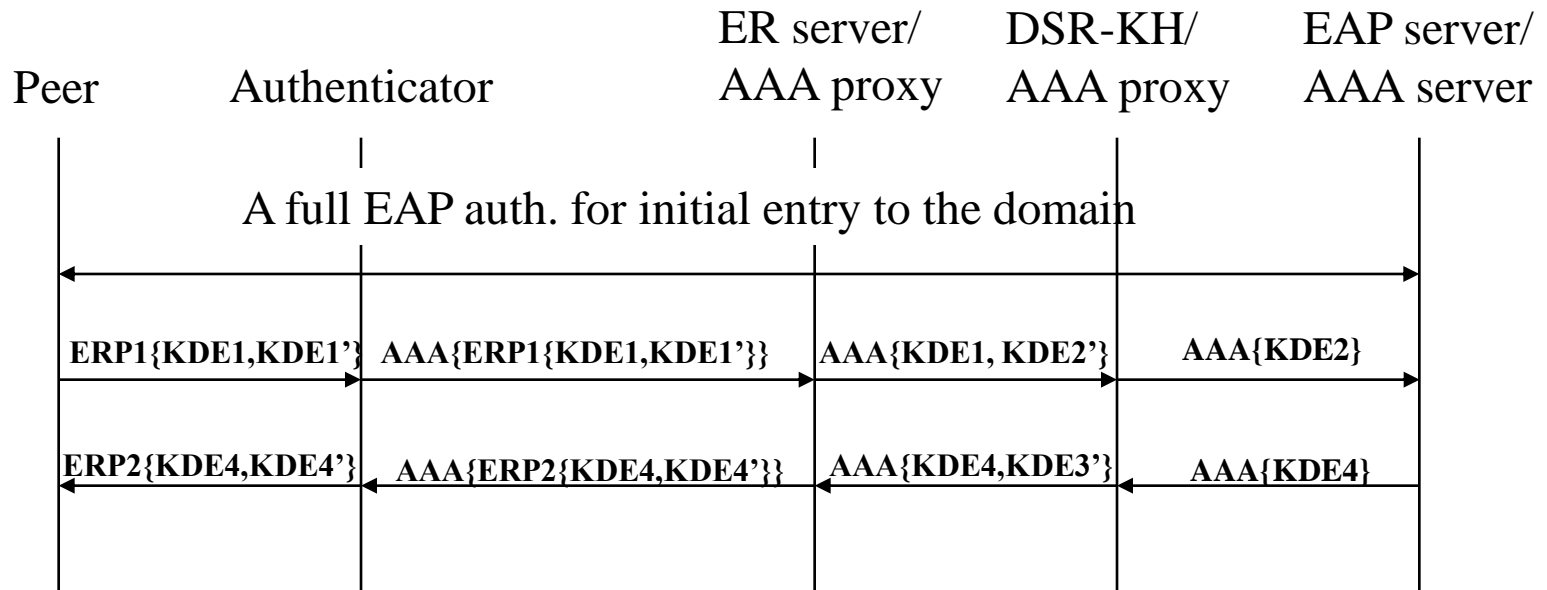 Peer
Authenticator
ER server/
AAA proxy
DSR-KH/
AAA proxy
EAP server/
AAA server
A full EAP auth. for initial entry to the domain
ERP1{KDE1,KDE1’}
AAA{ERP1{KDE1,KDE1’}}
AAA{KDE1, KDE2’}
AAA{KDE2}
ERP2{KDE4,KDE4’}
AAA{ERP2{KDE4,KDE4’}}
AAA{KDE4,KDE3’}
AAA{KDE4}